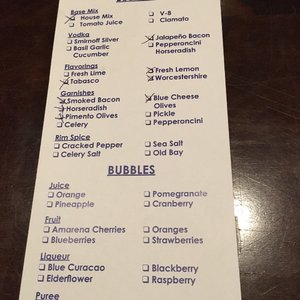 Base Mix
House Mix V-8
Tomato Juice Clamato
Vodka
Smirnoff Silver Jalapeño Bacon
Basil Garlic Pepperoncini
Cucumber Horseradish
Flavorings
Fresh Lime Fresh Lemon
Tabasco Worcestershire
Garnishes
Smoked Bacon Blue Cheese
Horseradish Olives
Pimento Olives Pickle
Celery Pepperoncini
Rim Spice
Cracked Pepper Sea Salt
Celery Salt Old Bay
BUBBLES
Juice
Orange Pomegranate
Pineapple Cranberry
Fruit
Amarena Cherries Oranges
Blueberries Strawberries
Liqueur
Blue Curacao Blackberry
Elderflower Raspberry
Puree